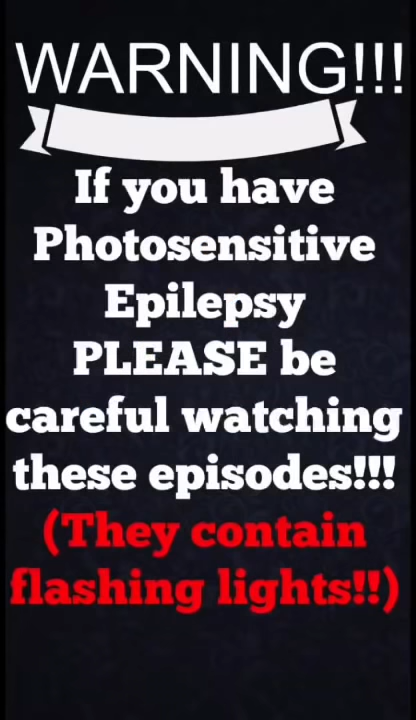 WARNING!!!
If you have
Photosensitive
Epilepsy
PLEASE be
careful watching
these episodes!!!
(They contain
flashing lights!!)